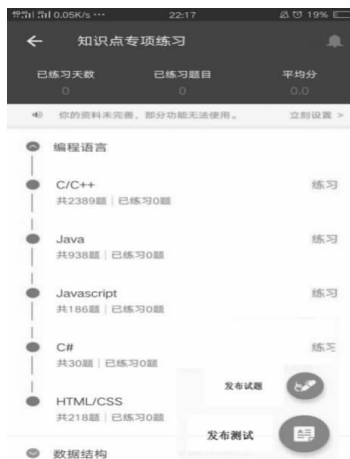 0.05K/s ··· 22:17 19%
知识点专项练习
已练习天数 已练习题目 平均分
0 0 0.0
你的资料未完善，部分功能无法使用。 立刻设置 >
编程语言
C/C++ 练习
共2389题 | 已练习0题
Java 练习
共938题 | 已练习0题
Javascript 练习
共186题 | 已练习0题
C# 练习
共30题 | 已练习0题
发布试题
HTML/CSS
共218题 | 已练习0题
发布测试
数据结构